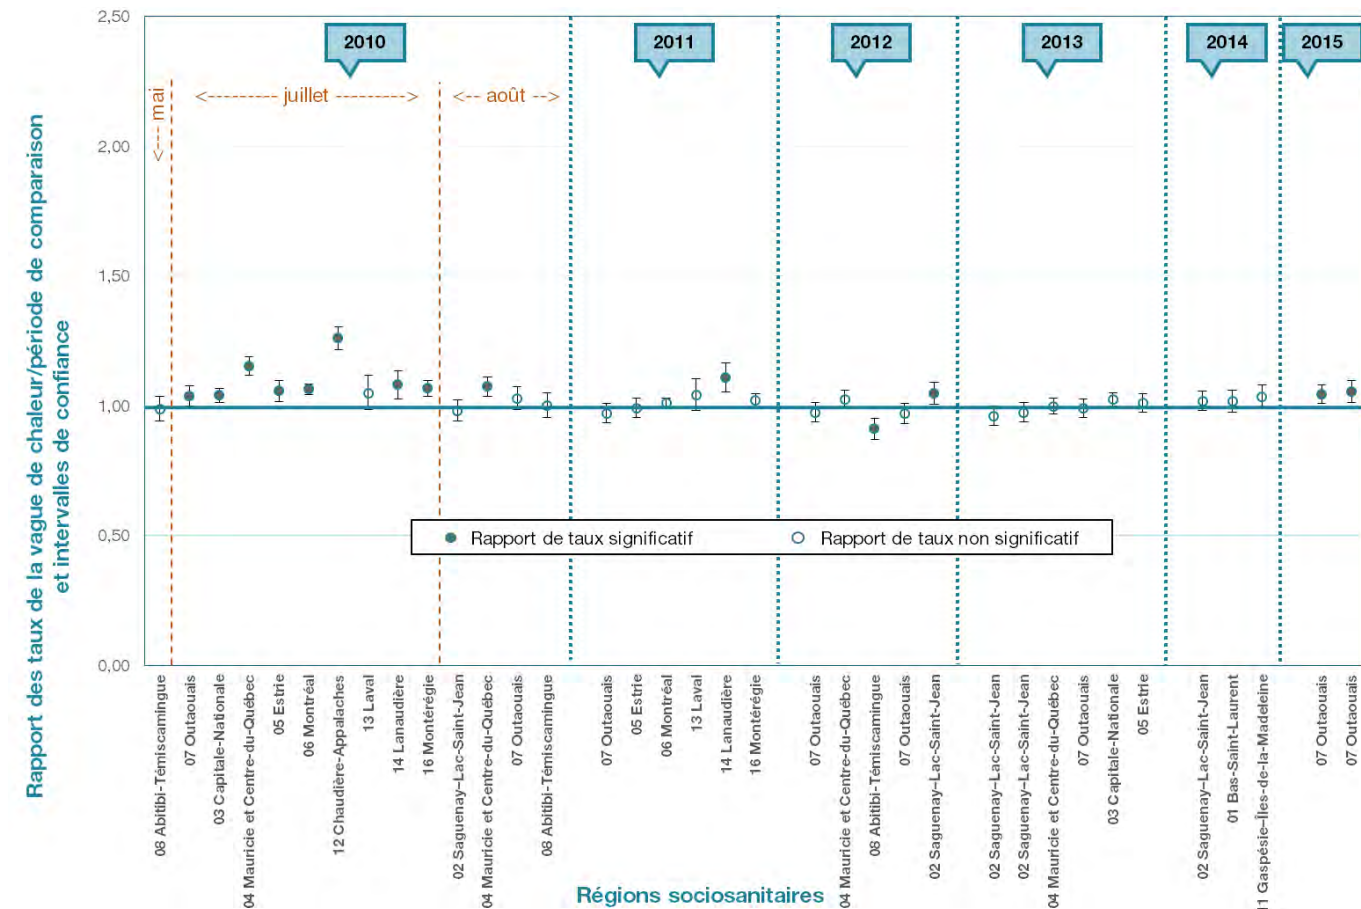 Rapport des taux de la vague de chaleur/période de comparaison
et intervalles de confiance
2,50
2,00
1,50
1,00
0,50
0,00
2010
2011
2012
2013
2014
2015
<--- mai
<-------- juillet -------->
<-- août -->
Rapport de taux significatif
Rapport de taux non significatif
08 Abitibi-Témiscamingue
07 Outaouais
03 Capitale-Nationale
04 Mauricie et Centre-du-Québec
05 Estrie
06 Montréal
12 Chaudière-Appalaches
13 Laval
14 Lanaudière
16 Montérégie
02 Saguenay–Lac-Saint-Jean
04 Mauricie et Centre-du-Québec
07 Outaouais
08 Abitibi-Témiscamingue
07 Outaouais
05 Estrie
06 Montréal
13 Laval
14 Lanaudière
16 Montérégie
07 Outaouais
04 Mauricie et Centre-du-Québec
08 Abitibi-Témiscamingue
07 Outaouais
02 Saguenay–Lac-Saint-Jean
02 Saguenay–Lac-Saint-Jean
02 Saguenay–Lac-Saint-Jean
04 Mauricie et Centre-du-Québec
07 Outaouais
03 Capitale-Nationale
05 Estrie
02 Saguenay–Lac-Saint-Jean
01 Bas-Saint-Laurent
11 Gaspésie–Îles-de-la-Madeleine
07 Outaouais
07 Outaouais
Régions sociosanitaires